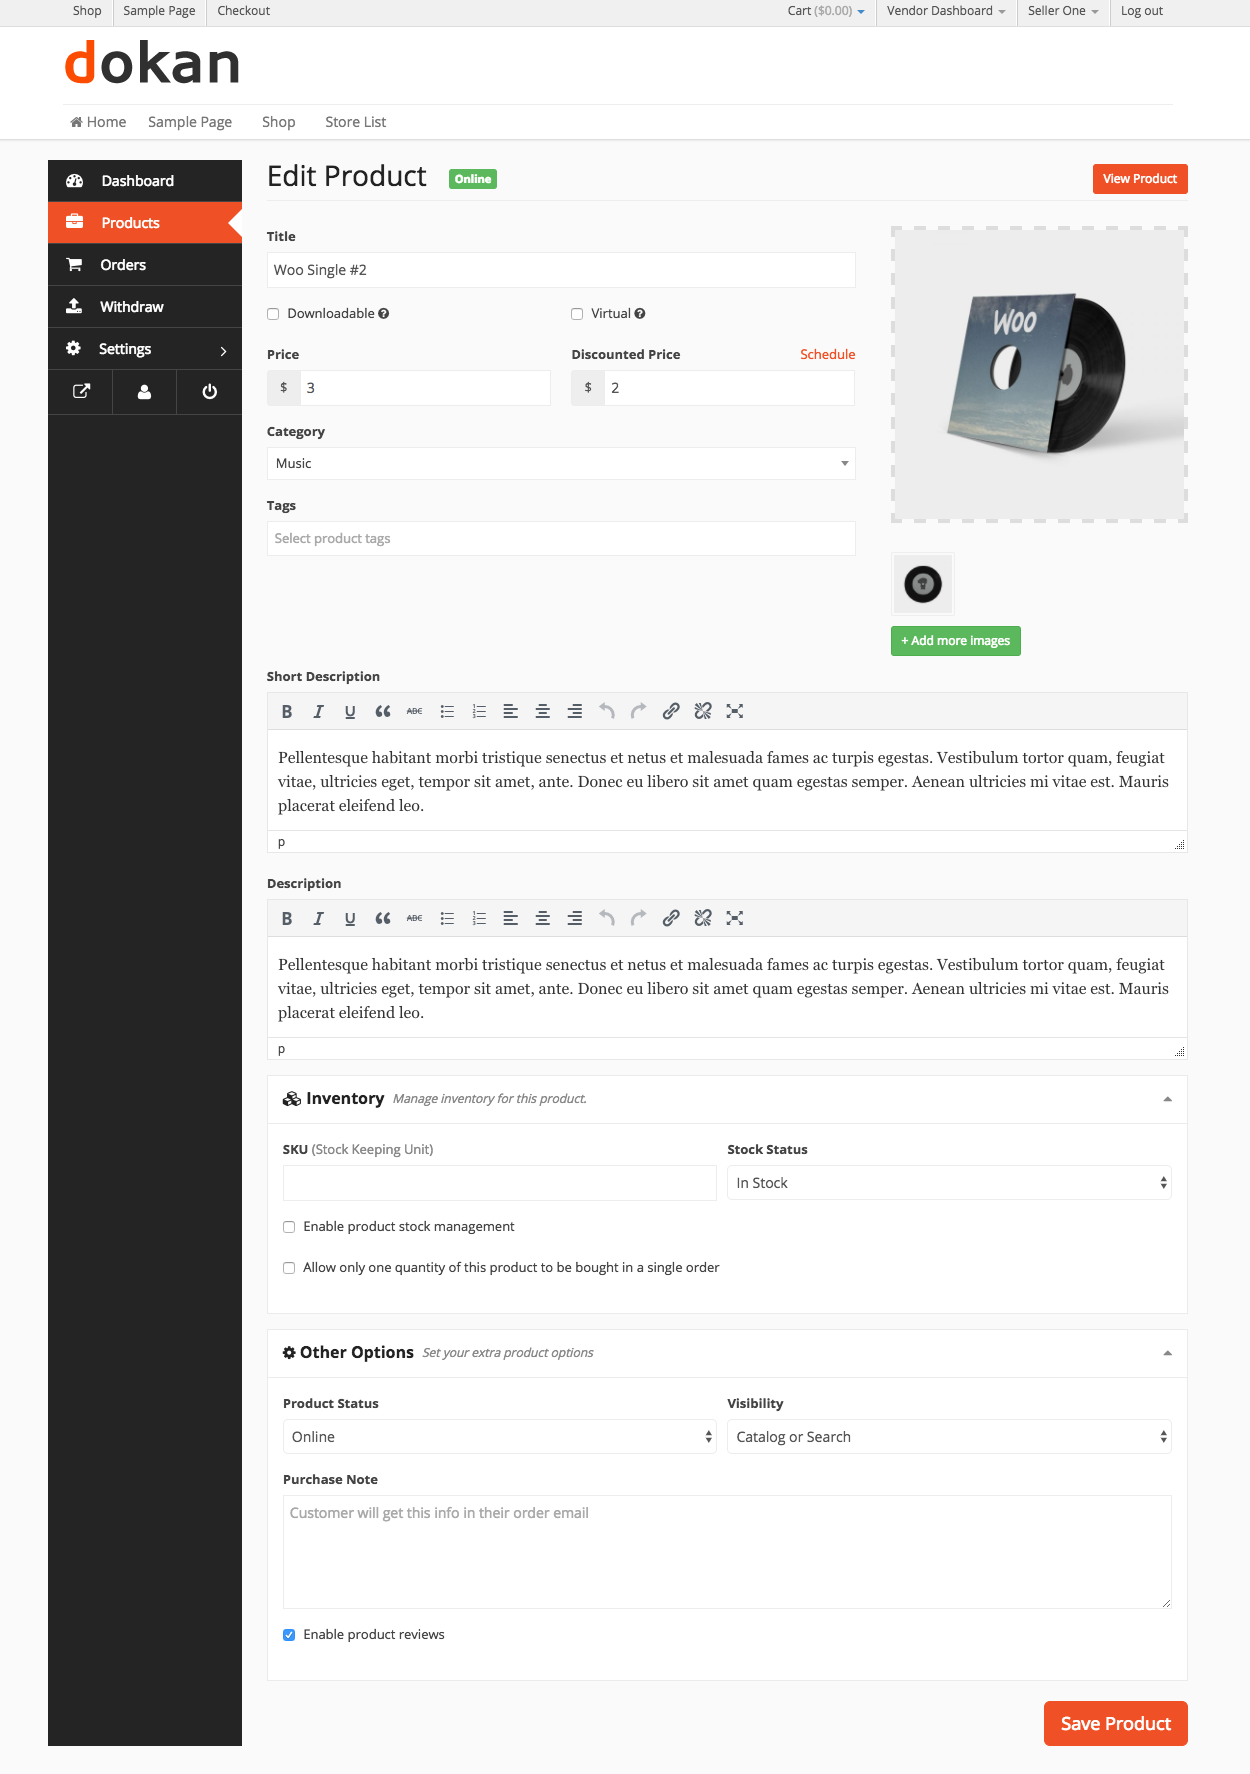 Shop Sample Page Checkout Cart ($0.00) Vendor Dashboard Seller One Log out
dokan
Home Sample Page Shop Store List
Dashboard
Products
Orders
Withdraw
Settings
Edit Product Online View Product
Title
Woo Single #2
Downloadable Virtual
Price Discounted Price Schedule
$ 3 $ 2
Category
Music
Tags
Select product tags
WOO
+ Add more images
Short Description
B I U ABC
Pellentesque habitant morbi tristique senectus et netus et malesuada fames ac turpis egestas. Vestibulum tortor quam, feugiat
vitae, ultricies eget, tempor sit amet, ante. Donec eu libero sit amet quam egestas semper. Aenean ultricies mi vitae est. Mauris
placerat eleifend leo.
p
Description
B I U ABC
Pellentesque habitant morbi tristique senectus et netus et malesuada fames ac turpis egestas. Vestibulum tortor quam, feugiat
vitae, ultricies eget, tempor sit amet, ante. Donec eu libero sit amet quam egestas semper. Aenean ultricies mi vitae est. Mauris
placerat eleifend leo.
p
Inventory Manage inventory for this product.
SKU (Stock Keeping Unit) Stock Status
In Stock
Enable product stock management
Allow only one quantity of this product to be bought in a single order
Other Options Set your extra product options
Product Status Visibility
Online Catalog or Search
Purchase Note
Customer will get this info in their order email
Enable product reviews
Save Product